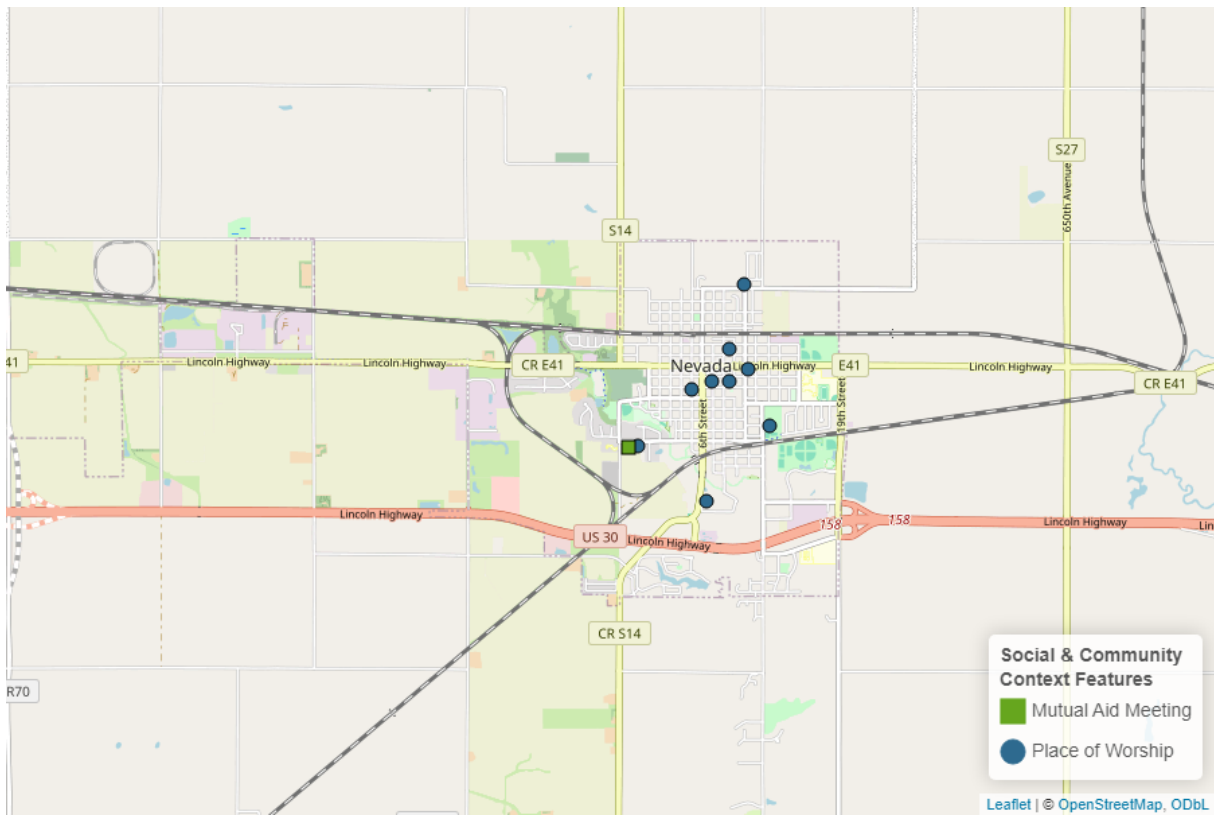 S27
650th Avenue
S14
41
Lincoln Highway
Lincoln Highway
CR E41
Nevada
Lincoln Highway
E41
Lincoln Highway
CR E41
6th Street
19th Street
Lincoln Highway
US 30
Lincoln Highway
158
158
Lincoln Highway
Lin
CR S14
R70
Social & Community
Context Features
Mutual Aid Meeting
Place of Worship
Leaflet | © OpenStreetMap, ODbL